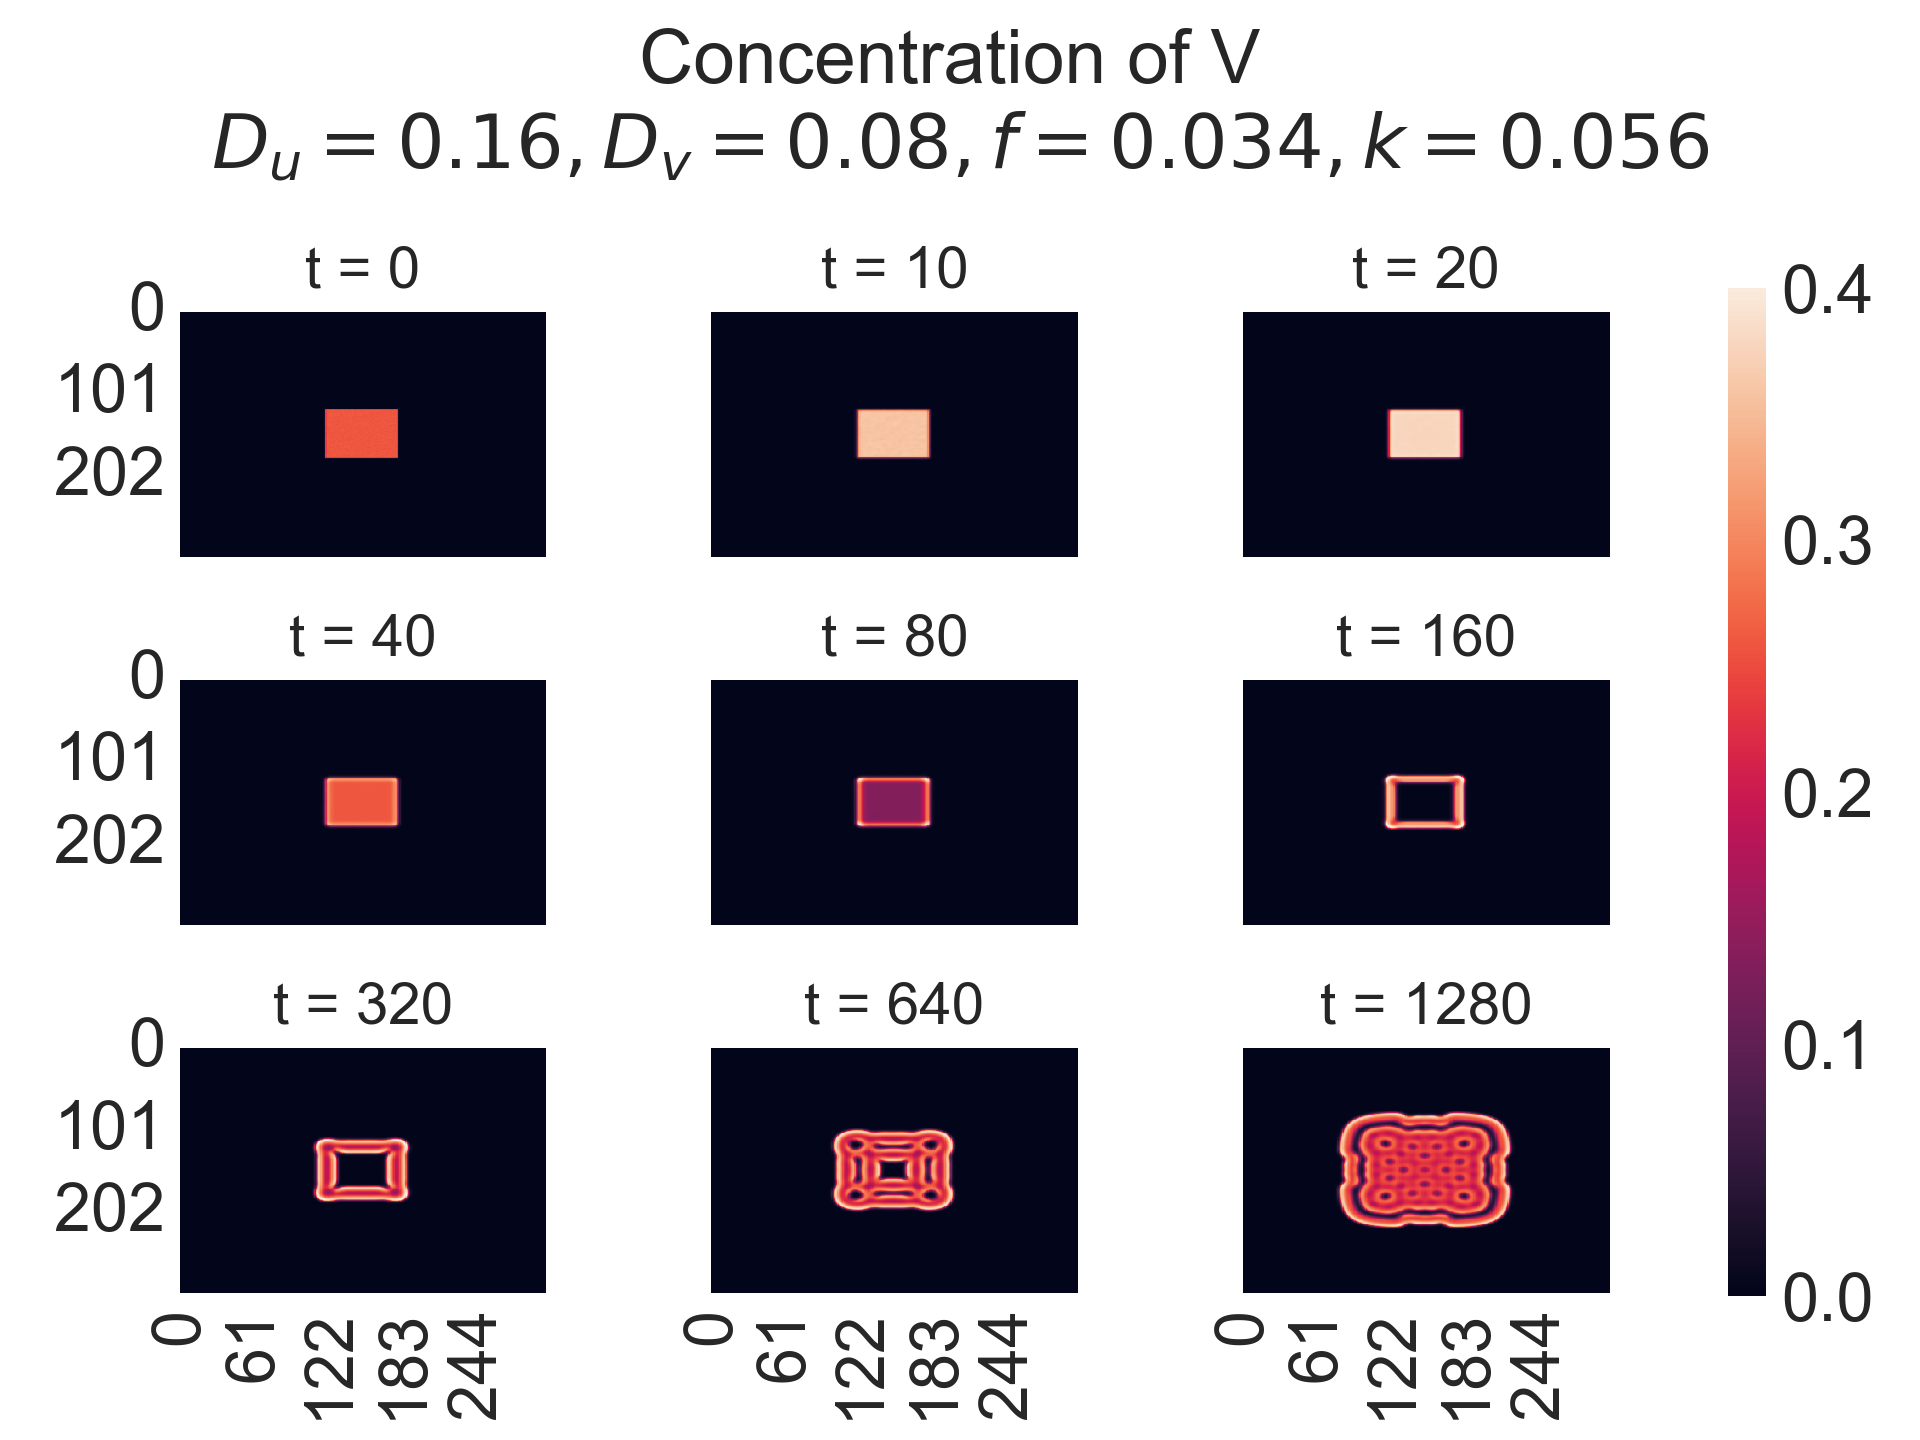 Concentration of V
D_u = 0.16, D_v = 0.08, f = 0.034, k = 0.056
t = 0
t = 10
t = 20
0
101
202
t = 40
t = 80
t = 160
0
101
202
t = 320
t = 640
t = 1280
0
101
202
0 61 122 183 244
0 61 122 183 244
0 61 122 183 244
0.4
0.3
0.2
0.1
0.0